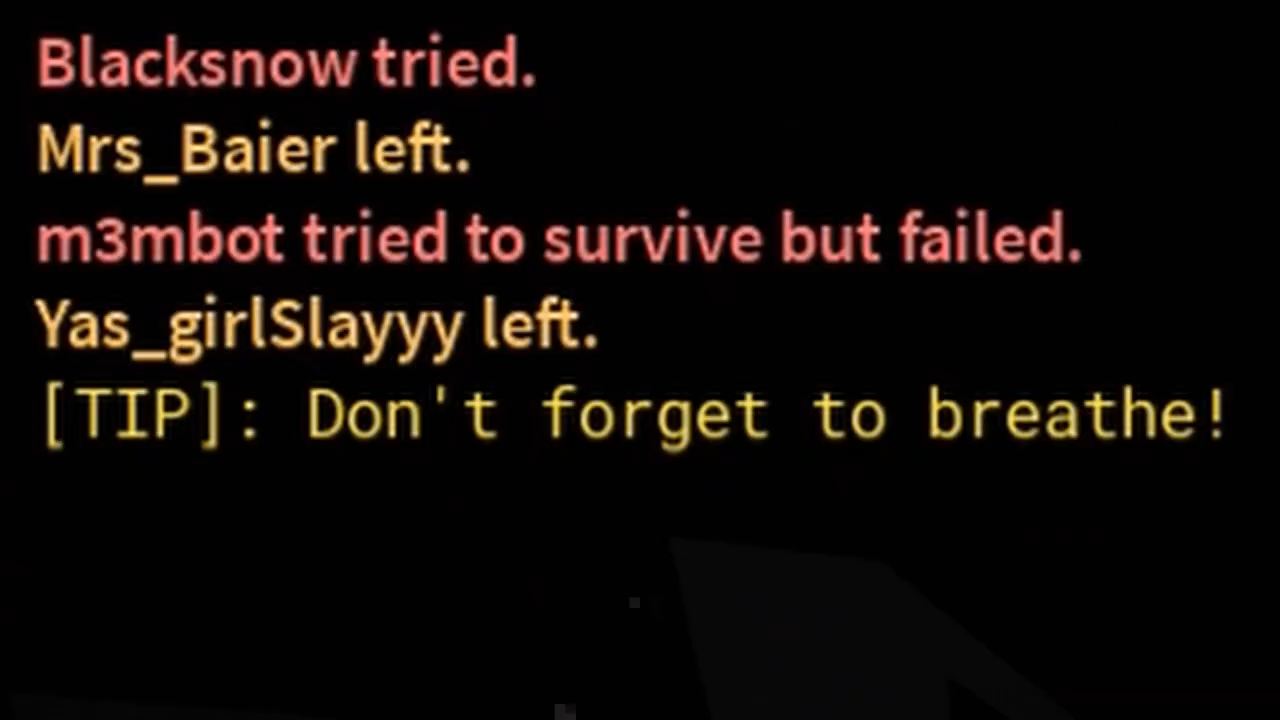 Blacksnow tried.
Mrs_Baier left.
m3mbot tried to survive but failed.
Yas_girlSlayyy left.
[TIP]: Don't forget to breathe!